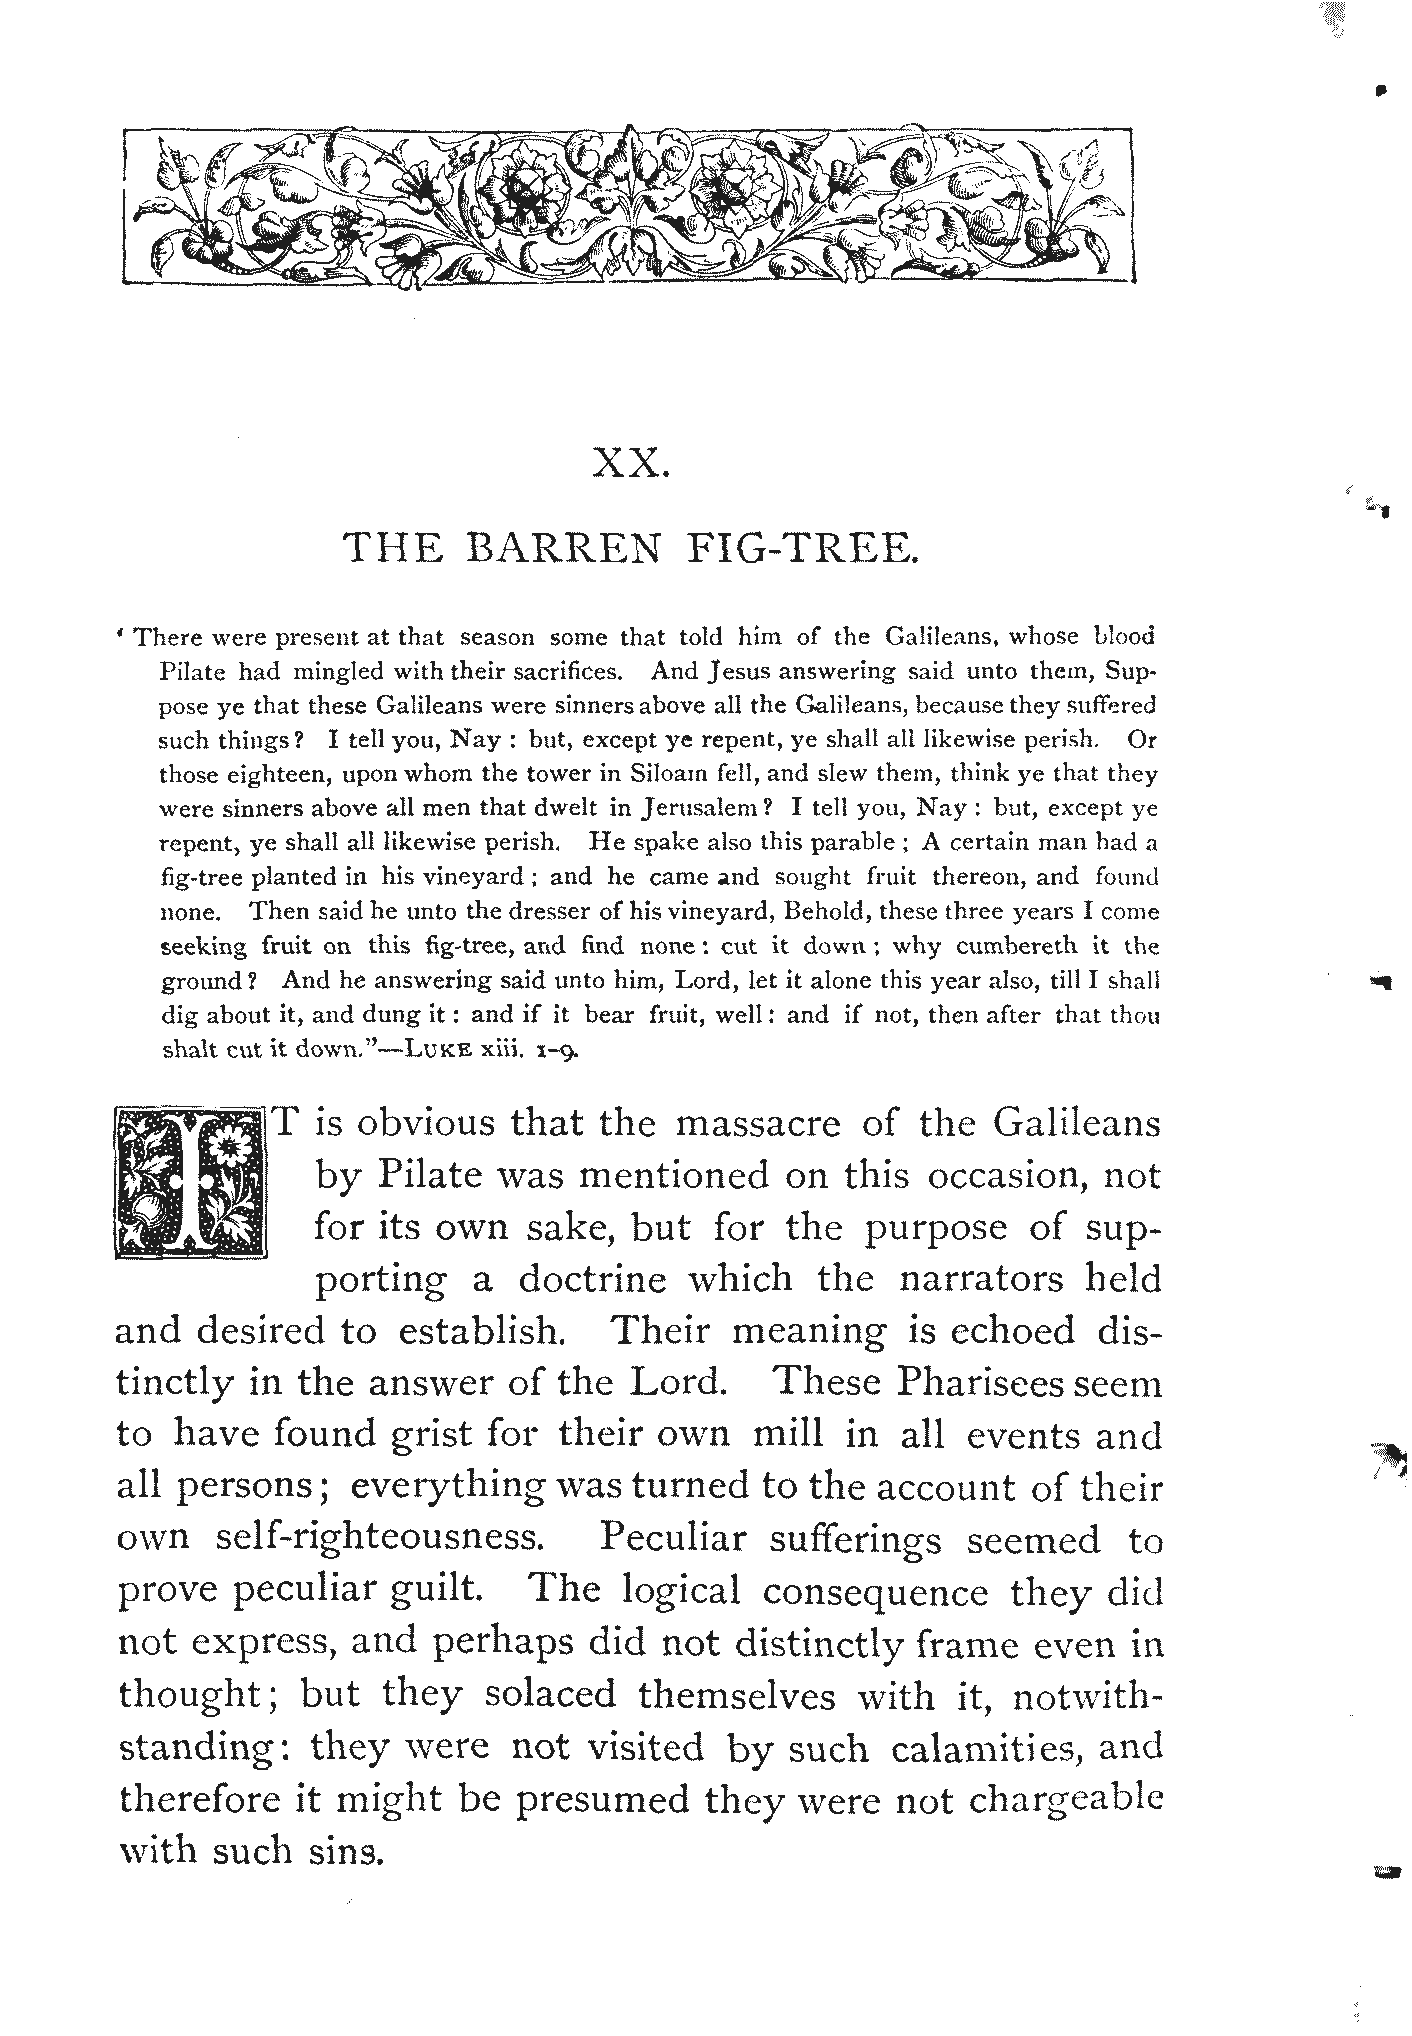 XX.
THE BARREN FIG-TREE.
‘ There were present at that season some that told him of the Galileans, whose blood
Pilate had mingled with their sacrifices. And Jesus answering said unto them, Sup-
pose ye that these Galileans were sinners above all the Galileans, because they suffered
such things? I tell you, Nay : but, except ye repent, ye shall all likewise perish. Or
those eighteen, upon whom the tower in Siloam fell, and slew them, think ye that they
were sinners above all men that dwelt in Jerusalem? I tell you, Nay : but, except ye
repent, ye shall all likewise perish. He spake also this parable ; A certain man had a
fig-tree planted in his vineyard ; and he came and sought fruit thereon, and found
none. Then said he unto the dresser of his vineyard, Behold, these three years I come
seeking fruit on this fig-tree, and find none : cut it down ; why cumbereth it the
ground? And he answering said unto him, Lord, let it alone this year also, till I shall
dig about it, and dung it : and if it bear fruit, well : and if not, then after that thou
shalt cut it down.”—LUKE xiii. 1-9.
IT is obvious that the massacre of the Galileans
by Pilate was mentioned on this occasion, not
for its own sake, but for the purpose of sup-
porting a doctrine which the narrators held
and desired to establish. Their meaning is echoed dis-
tinctly in the answer of the Lord. These Pharisees seem
to have found grist for their own mill in all events and
all persons ; everything was turned to the account of their
own self-righteousness. Peculiar sufferings seemed to
prove peculiar guilt. The logical consequence they did
not express, and perhaps did not distinctly frame even in
thought ; but they solaced themselves with it, notwith-
standing : they were not visited by such calamities, and
therefore it might be presumed they were not chargeable
with such sins.